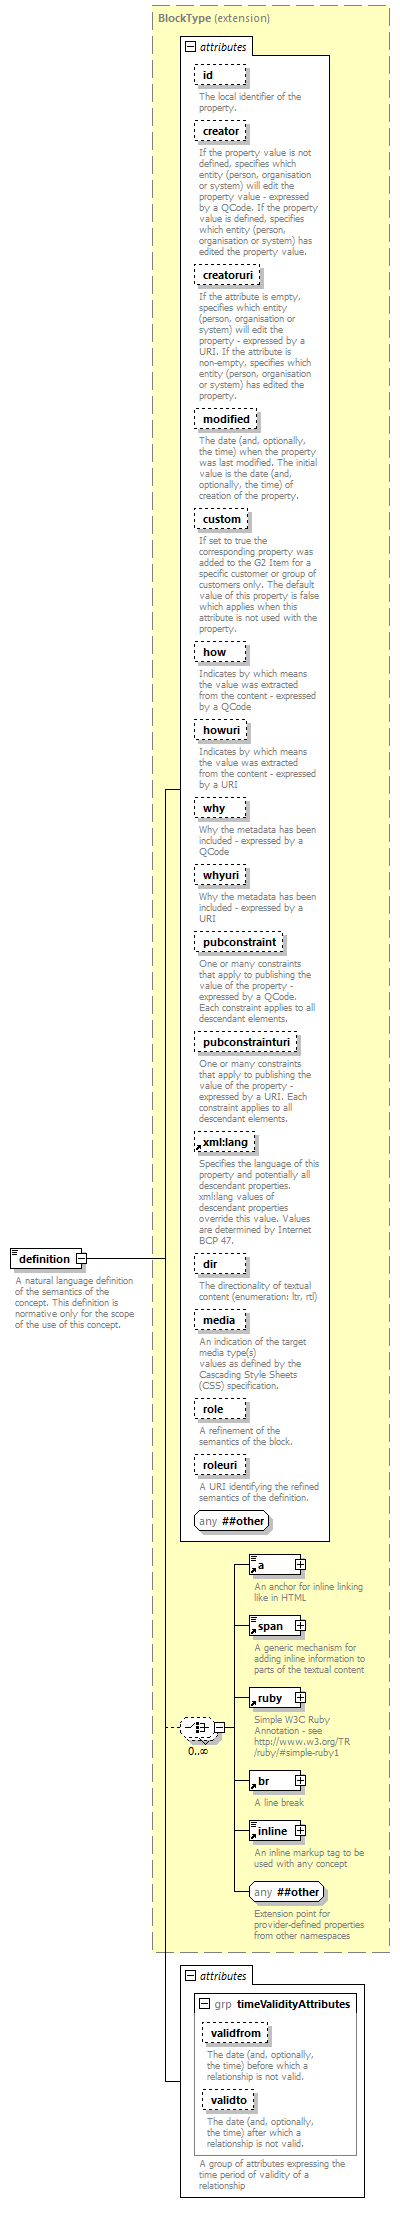 BlockType (extension)
attributes
id
The local identifier of the
property.
creator
If the property value is not
defined, specifies which
entity (person, organisation
or system) will edit the
property value - expressed
by a QCode. If the property
value is defined, specifies
which entity (person,
organisation or system) has
edited the property value.
creatoruri
If the attribute is empty,
specifies which entity
(person, organisation or
system) will edit the
property - expressed by a
URI. If the attribute is
non-empty, specifies which
entity (person, organisation
or system) has edited the
property.
modified
The date (and, optionally,
the time) when the property
was last modified. The initial
value is the date (and,
optionally, the time) of
creation of the property.
custom
If set to true the
corresponding property was
added to the G2 Item for a
specific customer or group of
customers only. The default
value of this property is false
which applies when this
attribute is not used with the
property.
how
Indicates by which means
the value was extracted
from the content - expressed
by a QCode
howuri
Indicates by which means
the value was extracted
from the content - expressed
by a URI
why
Why the metadata has been
included - expressed by a
QCode
whyuri
Why the metadata has been
included - expressed by a
URI
pubconstraint
One or many constraints
that apply to publishing the
value of the property -
expressed by a QCode.
Each constraint applies to all
descendant elements.
pubconstrainturi
One or many constraints
that apply to publishing the
value of the property -
expressed by a URI. Each
constraint applies to all
descendant elements.
xml:lang
Specifies the language of this
property and potentially all
descendant properties.
xml:lang values of
descendant properties
override this value. Values
are determined by Internet
BCP 47.
dir
The directionality of textual
content (enumeration: ltr, rtl)
media
An indication of the target
media type(s)
values as defined by the
Cascading Style Sheets
(CSS) specification.
role
A refinement of the
semantics of the block.
roleuri
A URI identifying the refined
semantics of the definition.
any ##other
definition
A natural language definition
of the semantics of the
concept. This definition is
normative only for the scope
of the use of this concept.
0..∞
a
An anchor for inline linking
like in HTML
span
A generic mechanism for
adding inline information to
parts of the textual content
ruby
Simple W3C Ruby
Annotation - see
http://www.w3.org/TR
/ruby/#simple-ruby1
br
A line break
inline
An inline markup tag to be
used with any concept
any ##other
Extension point for
provider-defined properties
from other namespaces
attributes
grp timeValidityAttributes
validfrom
The date (and, optionally,
the time) before which a
relationship is not valid.
validto
The date (and, optionally,
the time) after which a
relationship is not valid.
A group of attributes expressing the
time period of validity of a
relationship